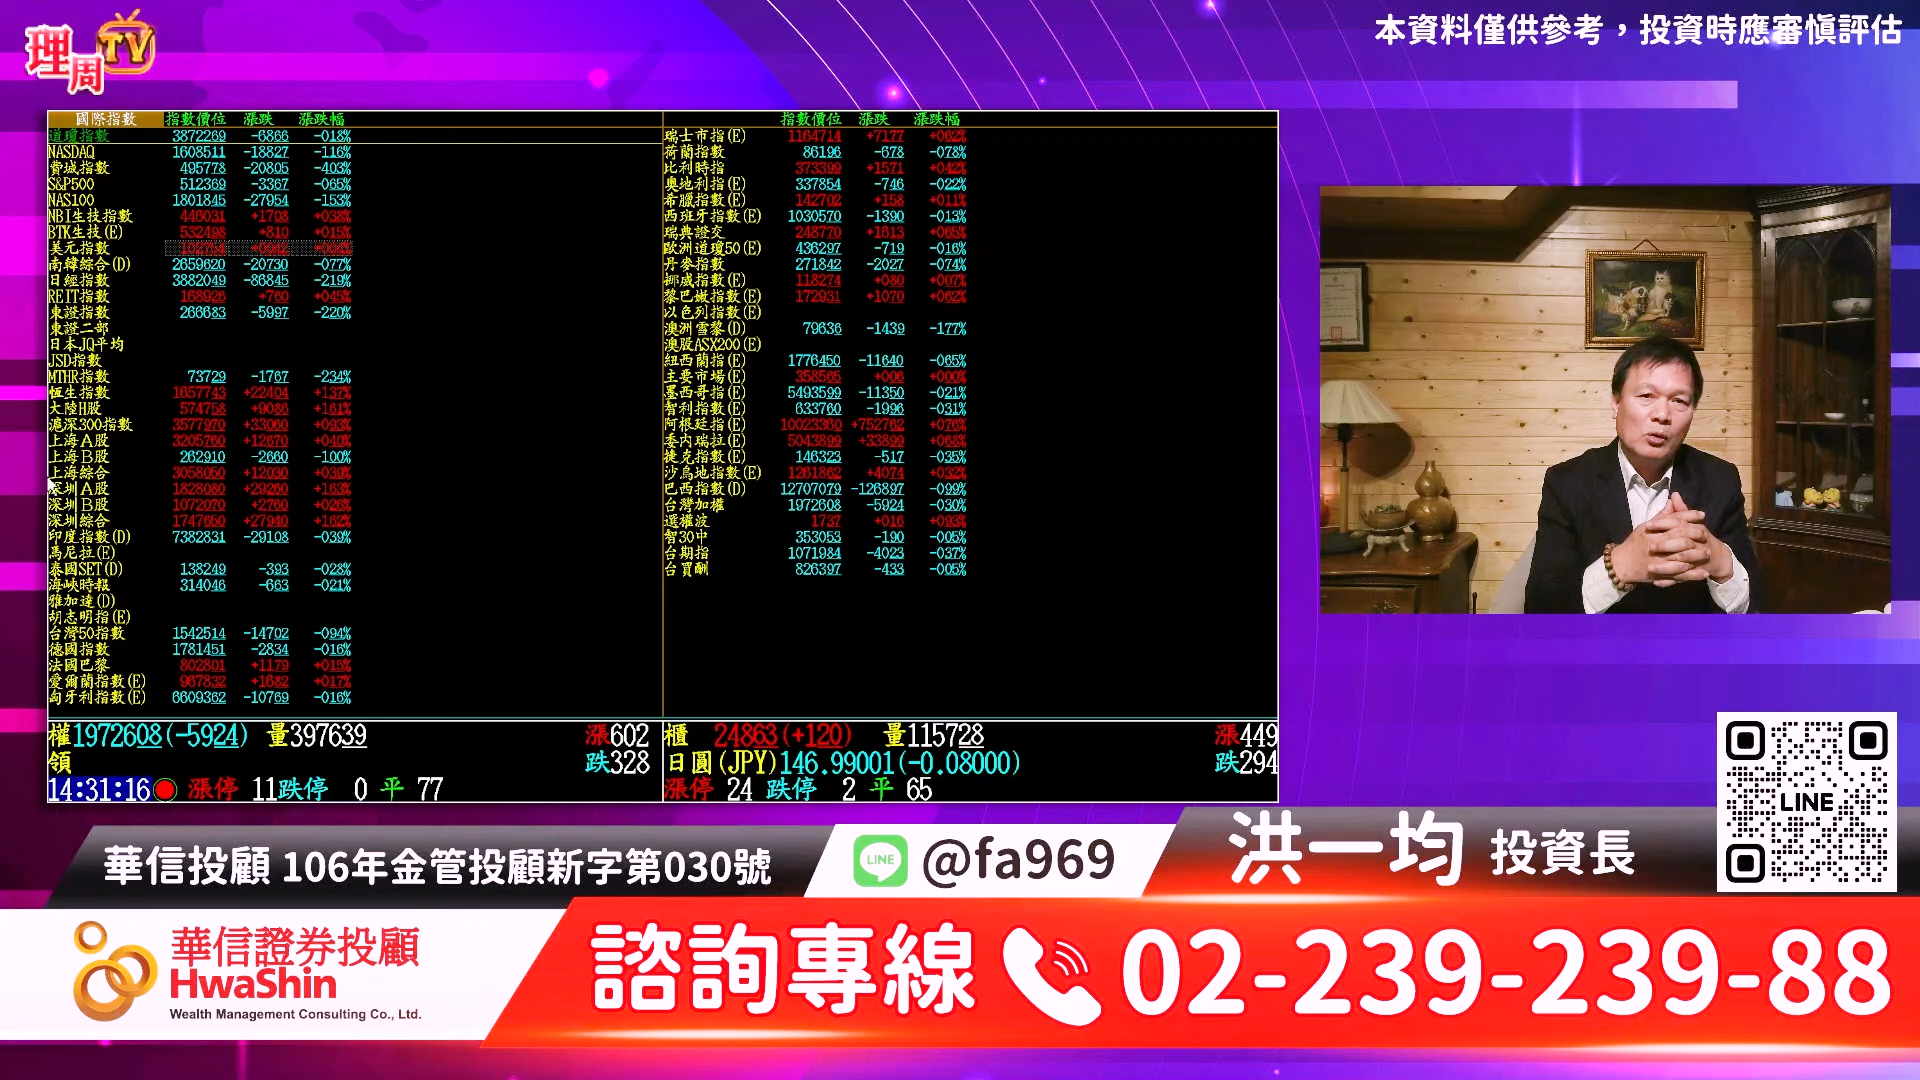 理周TV
本資料僅供參考，投資時應審慎評估
國際指數 指數價位 漲跌 漲跌幅
道瓊指數 3872269 -6866 -018%
NASDAQ 1608511 -18827 -116%
費城指數 495778 -20805 -403%
S&P500 512369 -3367 -065%
NAS100 1801845 -27954 -153%
NBI生技指數 446031 +1708 +038%
BTK生技(E) 532498 +810 +015%
美元指數
南韓綜合(D) 2659620 -20730 -077%
日經指數 3882049 -86845 -219%
REIT指數 168926 +760 +045%
東證指數 266683 -5997 -220%
東證二部
日本JQ平均
JSD指數
MTHR指數 73729 -1767 -234%
恆生指數 1657743 +22404 +137%
大陸H股 574758 +9086 +161%
滬深300指數 3577970 +33060 +093%
上海A股 3205760 +12670 +040%
上海B股 262910 -2660 -100%
上海綜合 3058050 +12030 +039%
深圳A股 1828080 +29260 +163%
深圳B股 1072070 +2760 +026%
深圳綜合 1747650 +27940 +162%
印度指數(D) 7382831 -29108 -039%
馬尼拉(E)
泰國SET(D) 138249 -393 -028%
海峽時報 314046 -663 -021%
雅加達(D)
胡志明指(E)
台灣50指數 1542514 -14702 -094%
德國指數 1781451 -2834 -016%
法國巴黎 802801 +1179 +015%
愛爾蘭指數(E) 967832 +1682 +017%
匈牙利指數(E) 6609362 -10769 -016%
指數價位 漲跌 漲跌幅
瑞士市指(E) 1164714 +7177 +062%
荷蘭指數 86196 -678 -078%
比利時指 373399 +1571 +042%
奧地利指(E) 337854 -746 -022%
希臘指數(E) 142702 +158 +011%
西班牙指數(E) 1030570 -1390 -013%
瑞典證交 248770 +1613 +065%
歐洲道瓊50(E) 436297 -719 -016%
丹麥指數 271842 -2027 -074%
挪威指數(E) 118274 +080 +007%
黎巴嫩指數(E) 172931 +1070 +062%
以色列指數(E)
澳洲雪黎(D) 79636 -1439 -177%
澳股ASX200(E)
紐西蘭指(E) 1776450 -11640 -065%
主要市場(E) 358565 +006 +000%
墨西哥指(E) 5493599 -11350 -021%
智利指數(E) 633760 -1996 -031%
阿根廷指(E) 10023360 +752762 +076%
委內瑞拉(E) 5043899 +33899 +068%
捷克指數(E) 146323 -517 -035%
沙烏地指數(E) 1261862 +4074 +032%
巴西指數(D) 12707079 -126897 -099%
台灣加權 1972608 -5924 -030%
選權波 1737 +016 +093%
智30中 353053 -190 -005%
台期指 1071984 -4023 -037%
台買酬 826397 -433 -005%
權1972608(-5924) 量397639 漲602
領 跌328
14:31:16 漲停 11跌停 0 平 77
櫃 24863(+120) 量115728 漲449
日圓(JPY)146.99001(-0.08000) 跌294
漲停 24 跌停 2 平 65
LINE
華信投顧 106年金管投顧新字第030號
LINE @fa969
洪一均 投資長
華信證券投顧
HwaShin
Wealth Management Consulting Co., Ltd.
諮詢專線 02-239-239-88